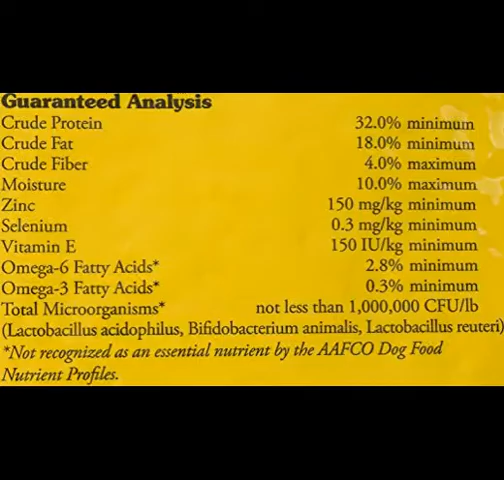 Guaranteed Analysis
Crude Protein 32.0% minimum
Crude Fat 18.0% minimum
Crude Fiber 4.0% maximum
Moisture 10.0% maximum
Zinc 150 mg/kg minimum
Selenium 0.3 mg/kg minimum
Vitamin E 150 IU/kg minimum
Omega-6 Fatty Acids* 2.8% minimum
Omega-3 Fatty Acids* 0.3% minimum
Total Microorganisms* not less than 1,000,000 CFU/lb
(Lactobacillus acidophilus, Bifidobacterium animalis, Lactobacillus reuteri)
*Not recognized as an essential nutrient by the AAFCO Dog Food
Nutrient Profiles.